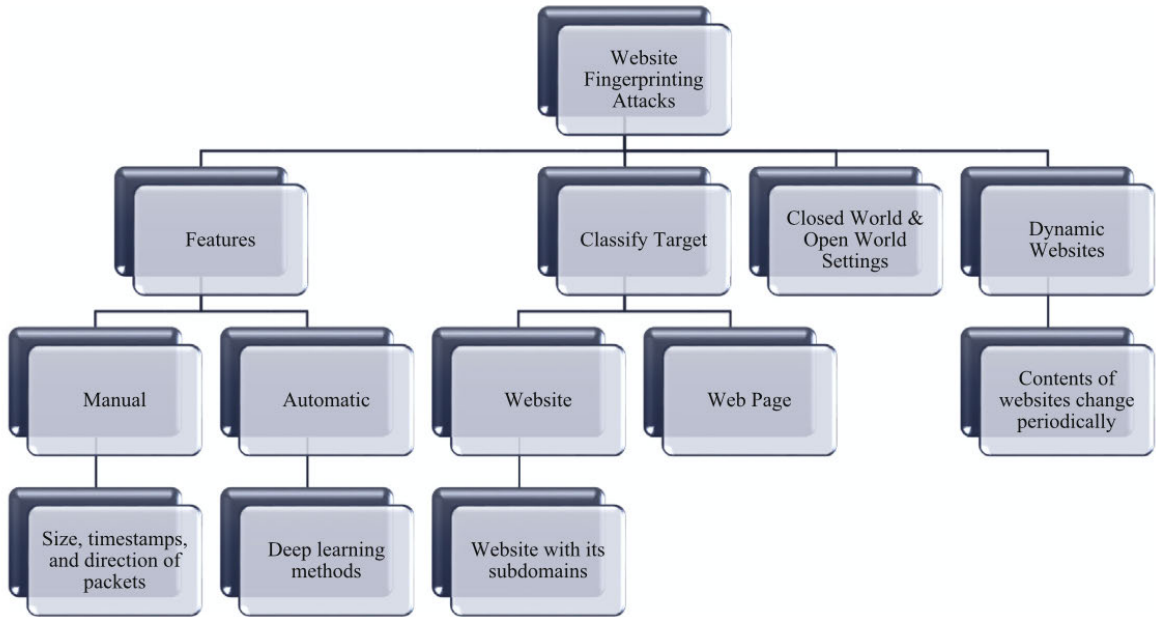 Website
Fingerprinting
Attacks
Features
Classify Target
Closed World &
Open World
Settings
Dynamic
Websites
Manual
Automatic
Website
Web Page
Contents of
websites change
periodically
Size, timestamps,
and direction of
packets
Deep learning
methods
Website with its
subdomains